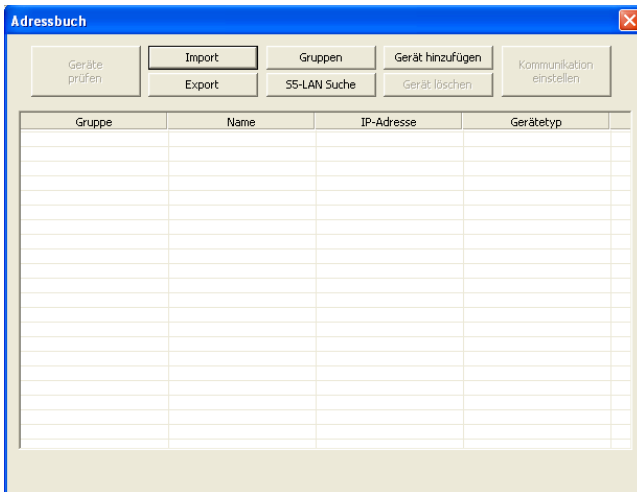 Adressbuch
Geräte
prüfen
Import
Gruppen
Gerät hinzufügen
Kommunikation
einstellen
Export
S5-LAN Suche
Gerät löschen
Gruppe Name IP-Adresse Gerätetyp